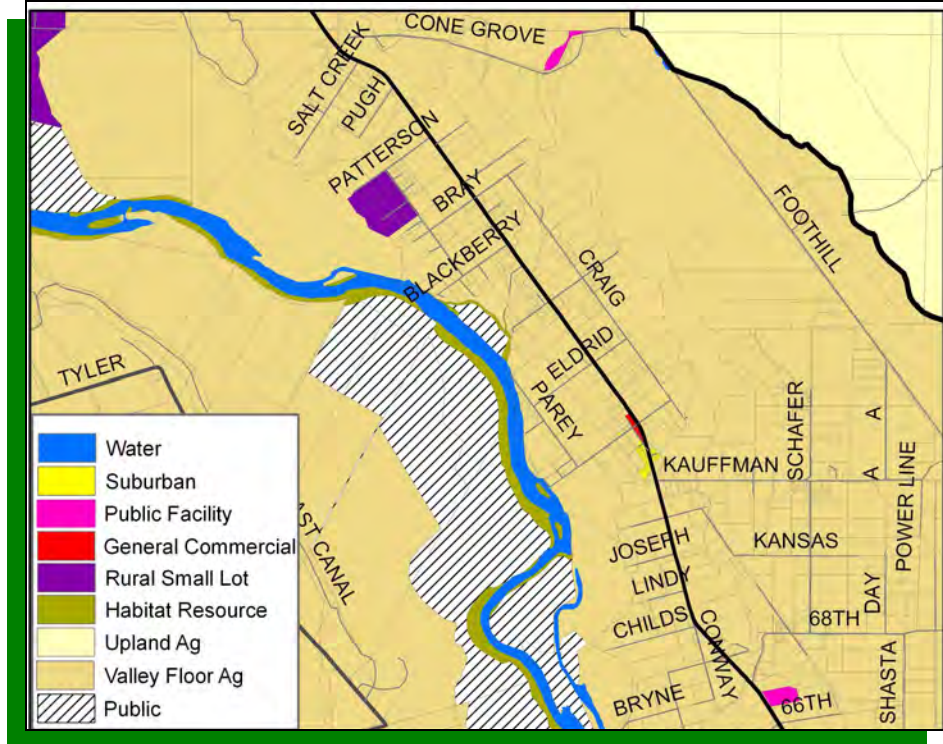 CONE GROVE
SALT CREEK
PUGH
PATTERSON
BRAY
BLACKBERRY
FOOTHILL
CRAIG
ELDRID
PAREY
TYLER
SCHAFER
A
A
POWER LINE
KAUFFMAN
JOSEPH
KANSAS
LINDY
DAY
CHILDS
68TH
CONWAY
BRYNE
66TH
SHASTA
AST CANAL
Water
Suburban
Public Facility
General Commercial
Rural Small Lot
Habitat Resource
Upland Ag
Valley Floor Ag
Public